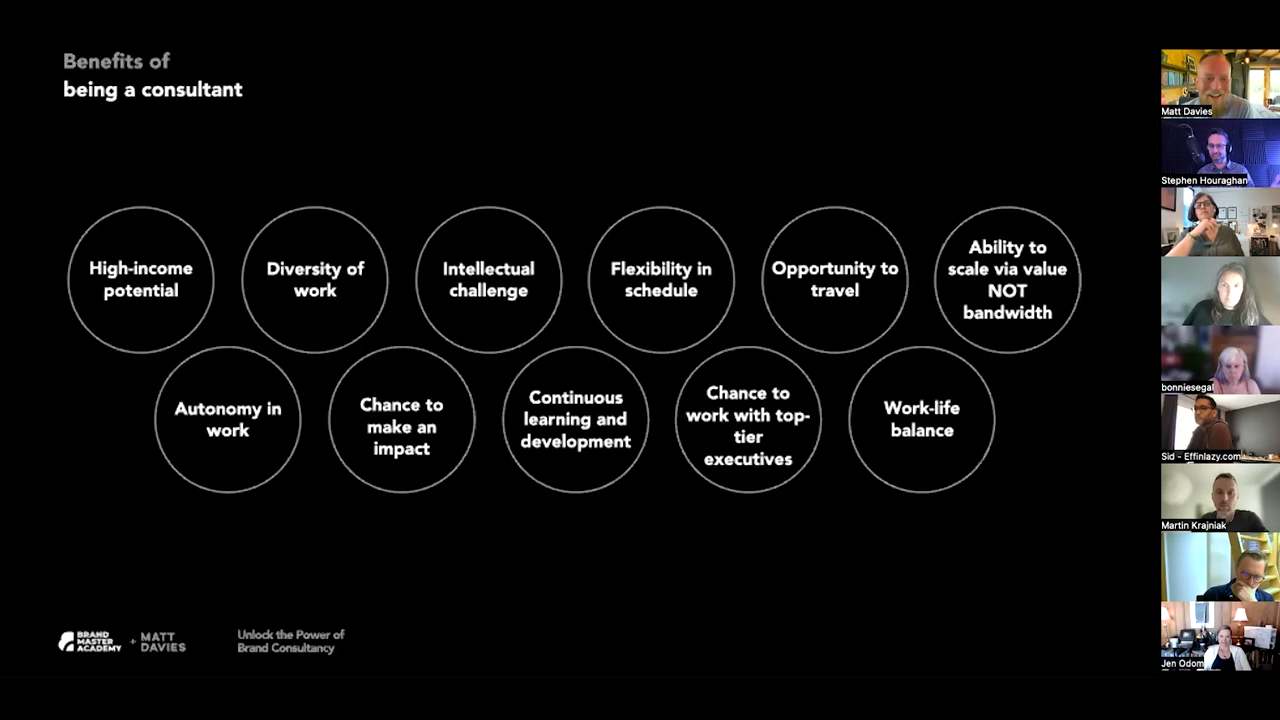 Benefits of
being a consultant
High-income
potential
Diversity of
work
Intellectual
challenge
Flexibility in
schedule
Opportunity to
travel
Ability to
scale via value
NOT
bandwidth
Autonomy in
work
Chance to
make an
impact
Continuous
learning and
development
Chance to
work with top-
tier
executives
Work-life
balance
BRAND
MASTER
ACADEMY
+ MATT
DAVIES
Unlock the Power of
Brand Consultancy
Matt Davies
Stephen Houraghan
bonniesegal
Sid - Effinlazy.com
Martin Krajniak
Jen Odom